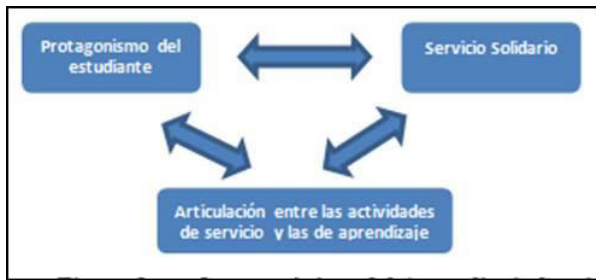 Protagonismo del
estudiante
Servicio Solidario
Articulación entre las actividades
de servicio y las de aprendizaje